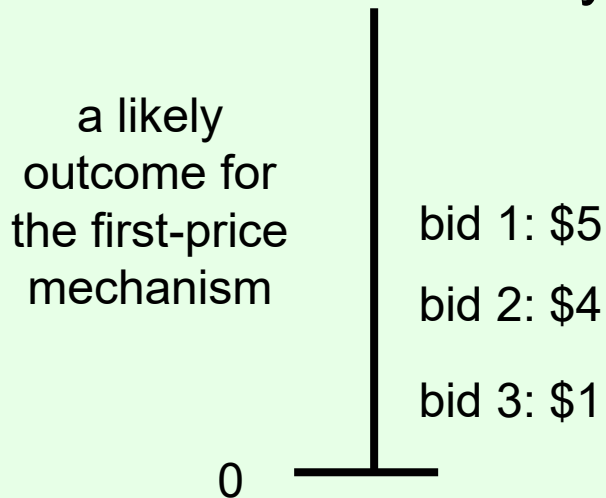 a likely
outcome for
the first-price
mechanism
bid 1: $5
bid 2: $4
bid 3: $1
0